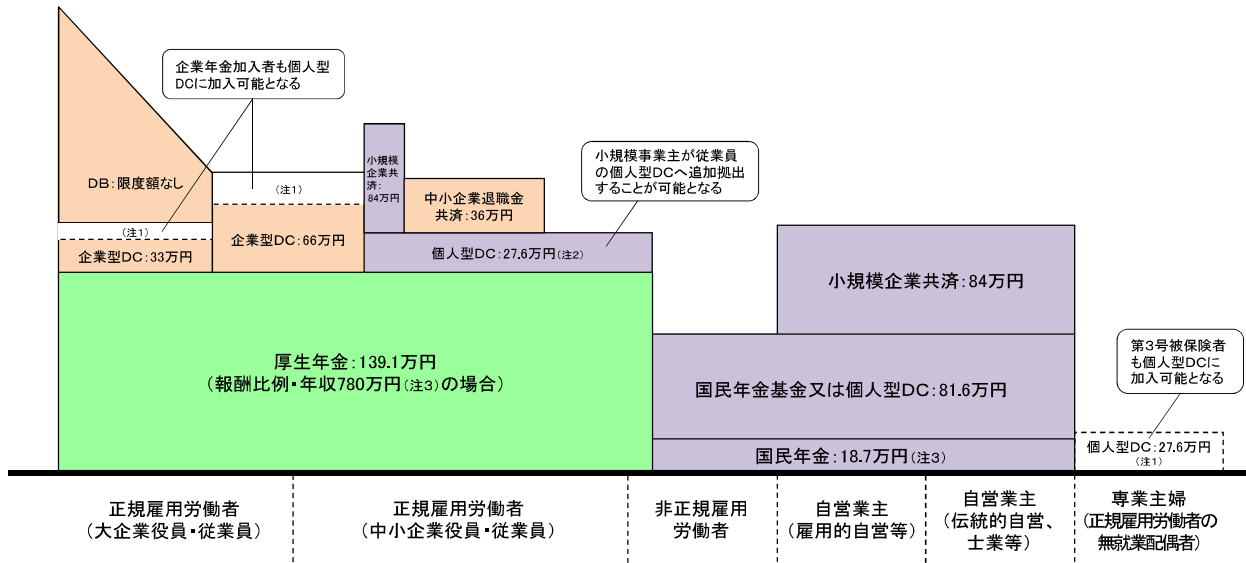 企業年金加入者も個人型
DCに加入可能となる
DB:限度額なし
(注1)
企業型DC:33万円
(注1)
企業型DC:66万円
小規模
企業共
済:
84万円
中小企業退職金
共済:36万円
個人型DC:27.6万円(注2)
小規模事業主が従業員
の個人型DCへ追加拠出
することが可能となる
厚生年金:139.1万円
(報酬比例・年収780万円(注3)の場合)
小規模企業共済:84万円
国民年金基金又は個人型DC:81.6万円
国民年金:18.7万円(注3)
第3号被保険者
も個人型DCに
加入可能となる
個人型DC:27.6万円
(注1)
正規雇用労働者
(大企業役員・従業員)
正規雇用労働者
(中小企業役員・従業員)
非正規雇用
労働者
自営業主
(雇用的自営等)
自営業主
(伝統的自営、
士業等)
専業主婦
(正規雇用労働者の
無就業配偶者)